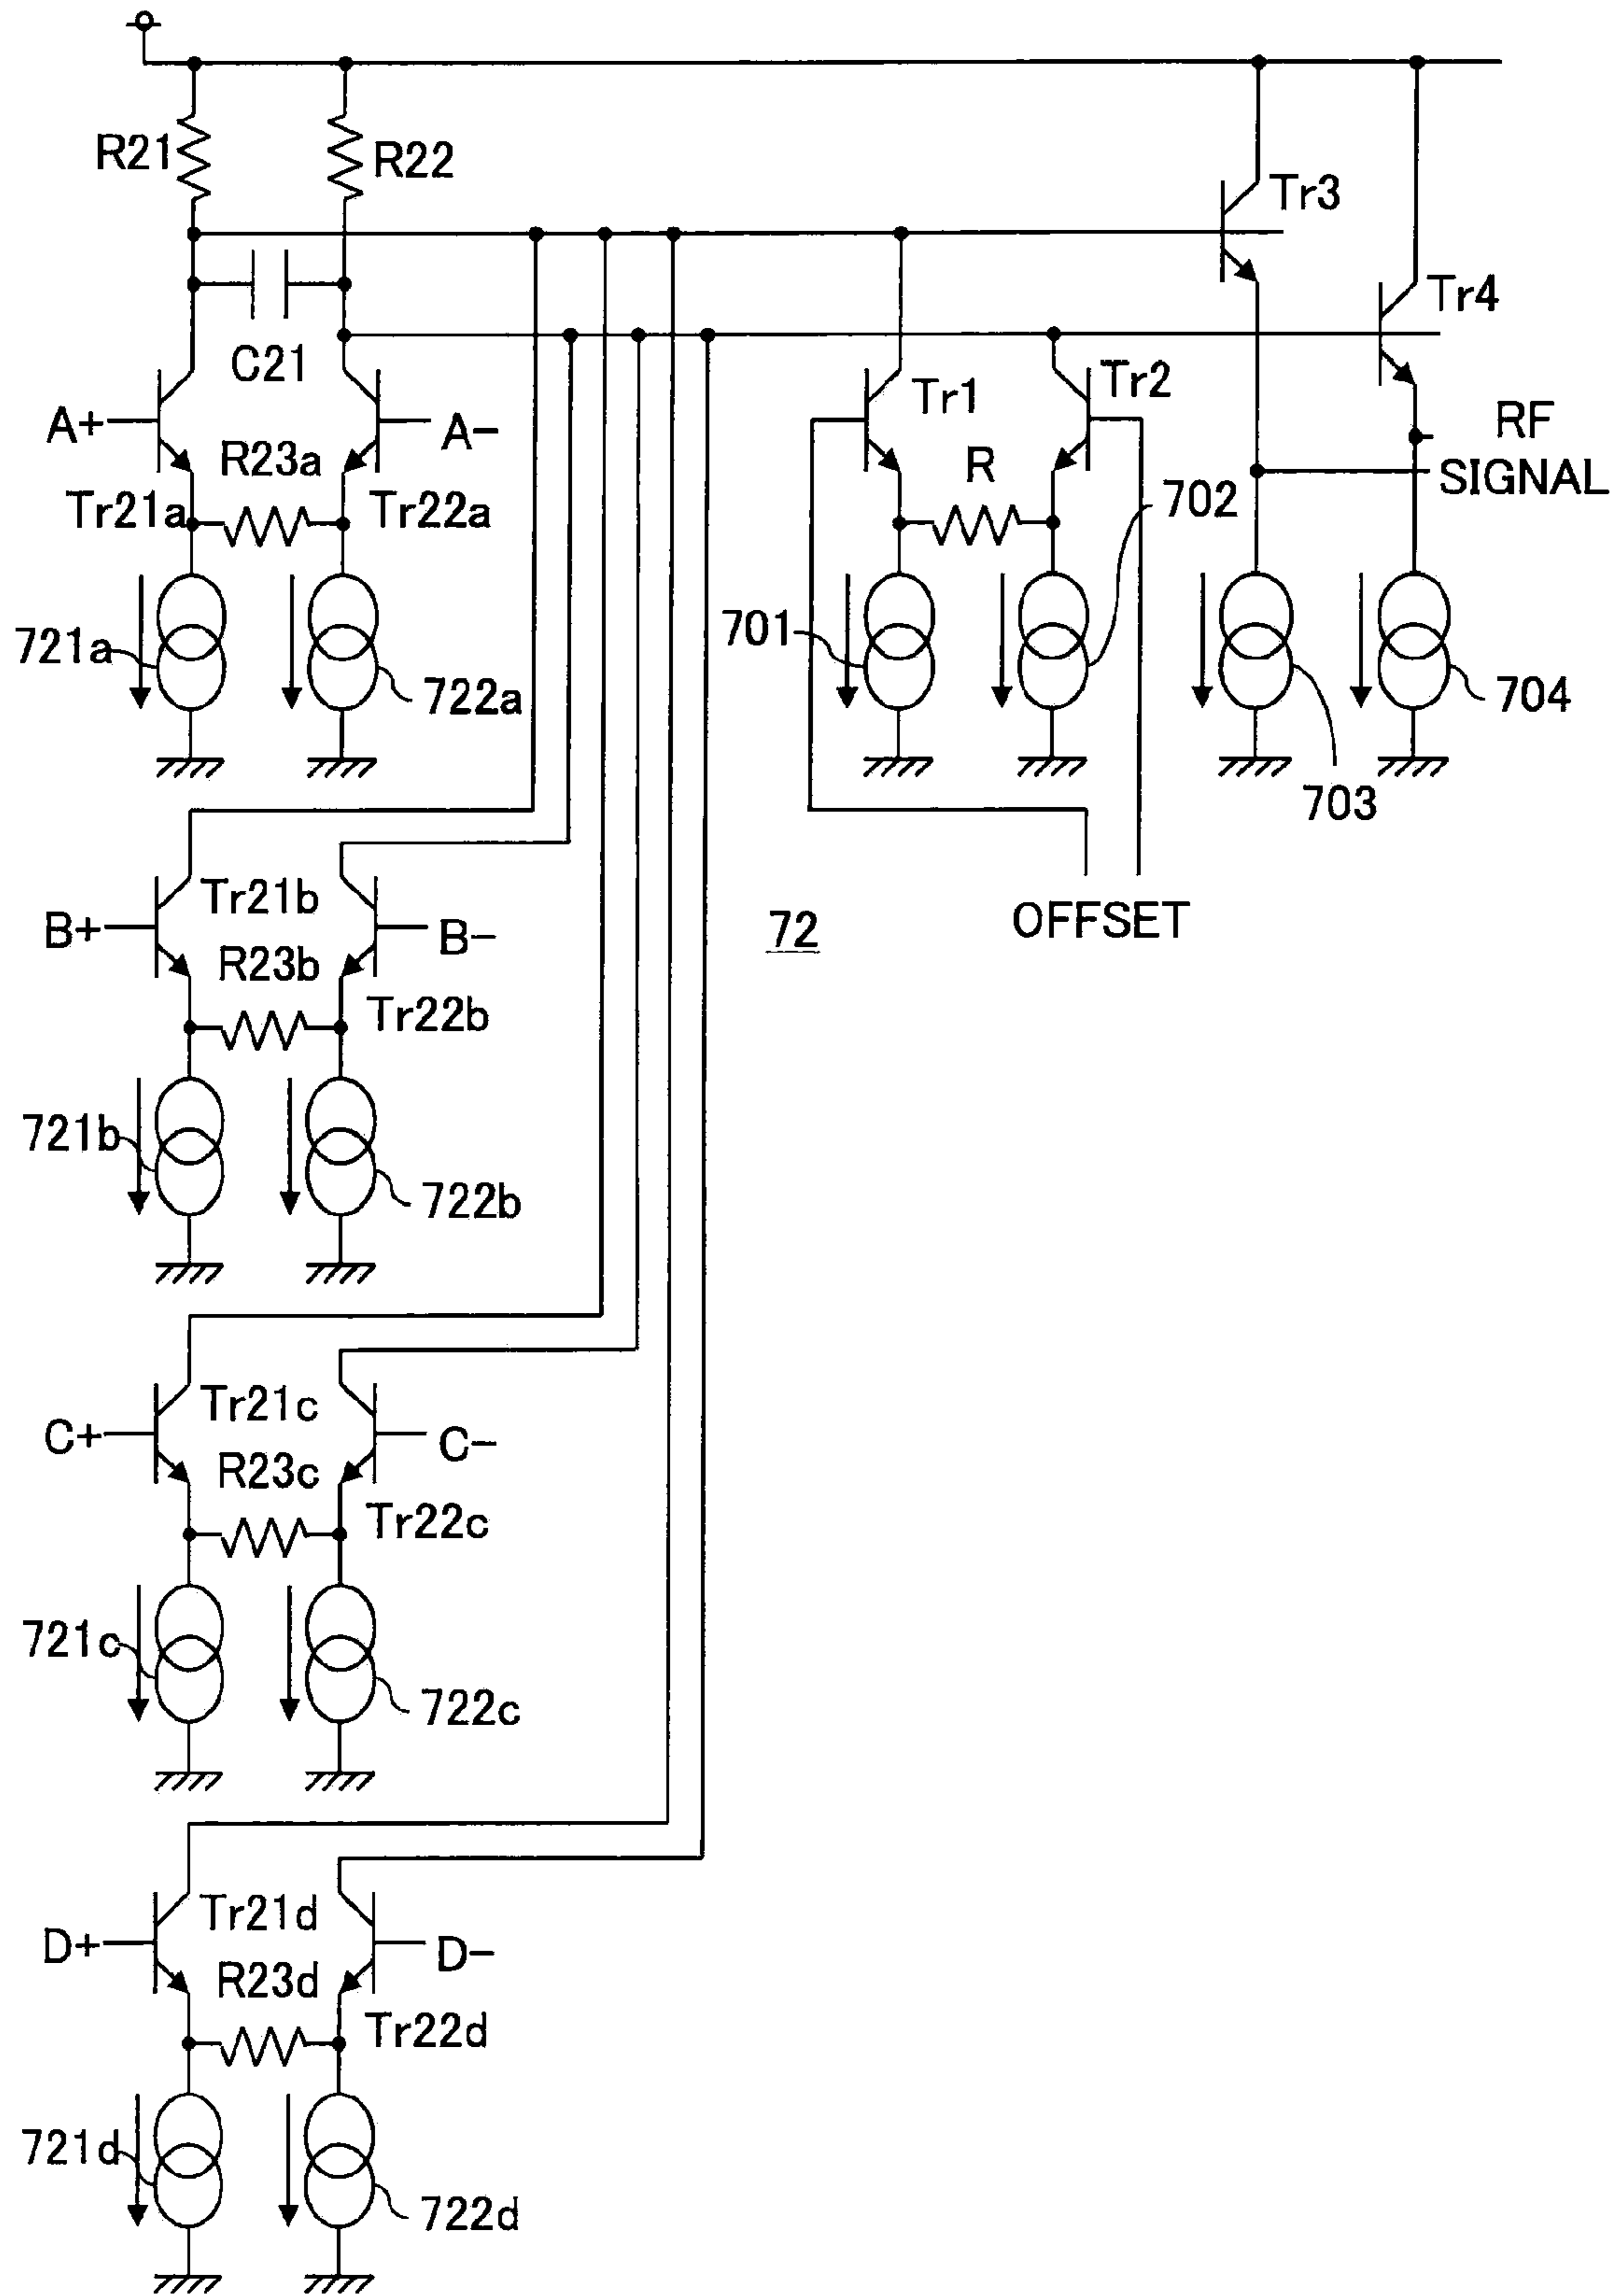 R21
R22
Tr3
Tr4
C21
Tr1
Tr2
A+
A-
R23a
R
RF
SIGNAL
Tr21a
Tr22a
702
721a
722a
701
704
703
Tr21b
B+
B-
72
OFFSET
R23b
Tr22b
721b
722b
Tr21c
C+
C-
R23c
Tr22c
721c
722c
Tr21d
D+
D-
R23d
Tr22d
721d
722d